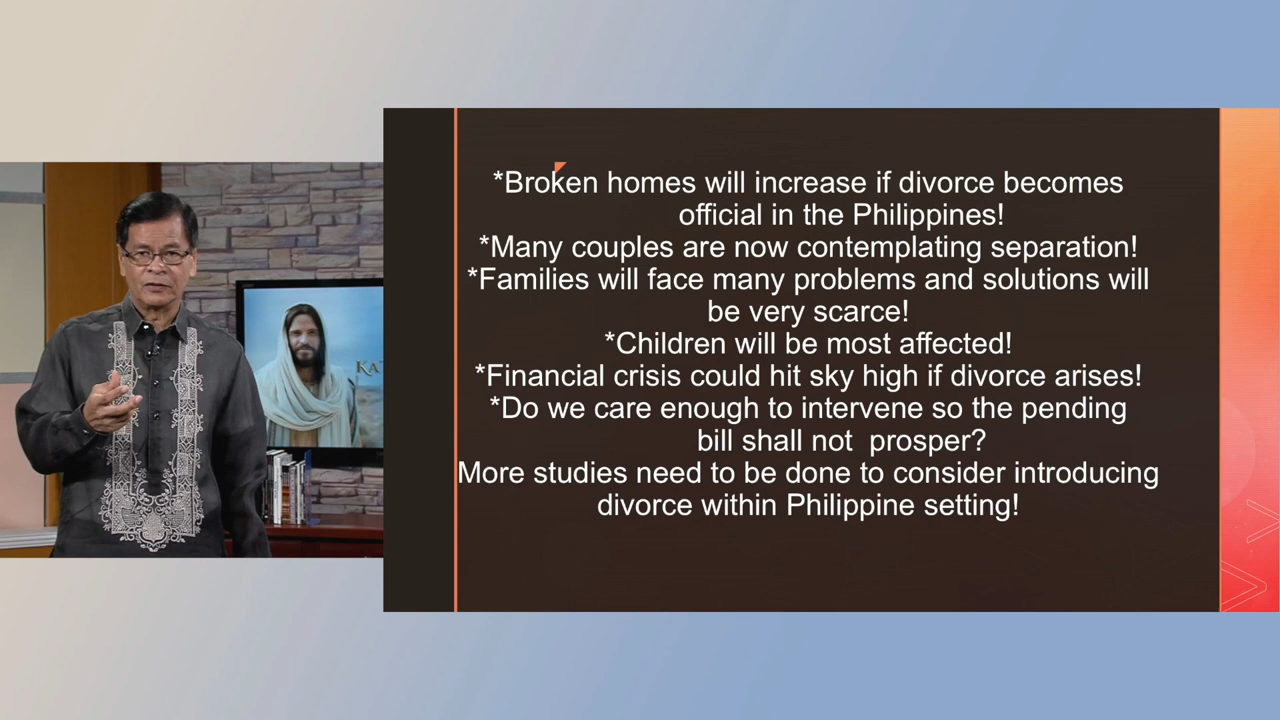 *Broken homes will increase if divorce becomes
official in the Philippines!
*Many couples are now contemplating separation!
*Families will face many problems and solutions will
be very scarce!
*Children will be most affected!
*Financial crisis could hit sky high if divorce arises!
*Do we care enough to intervene so the pending
bill shall not  prosper?
More studies need to be done to consider introducing
divorce within Philippine setting!
KA